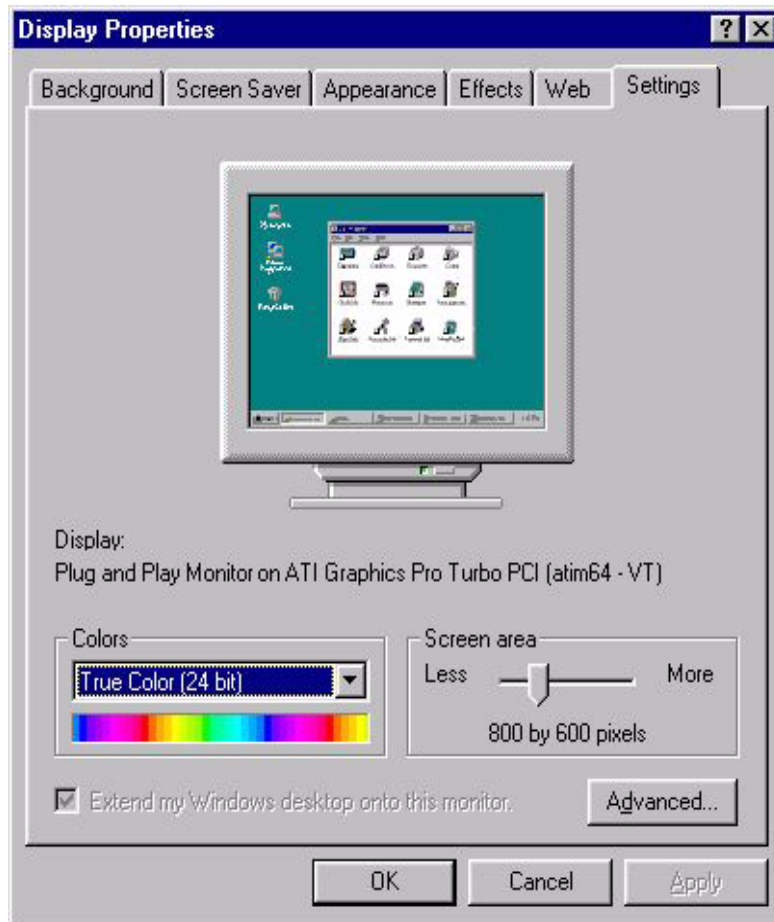 Display Properties
Background Screen Saver Appearance Effects Web Settings
Display:
Plug and Play Monitor on ATI Graphics Pro Turbo PCI (atim64 - VT)
Colors
True Color (24 bit)
Screen area
Less More
800 by 600 pixels
Extend my Windows desktop onto this monitor.
Advanced...
OK Cancel Apply